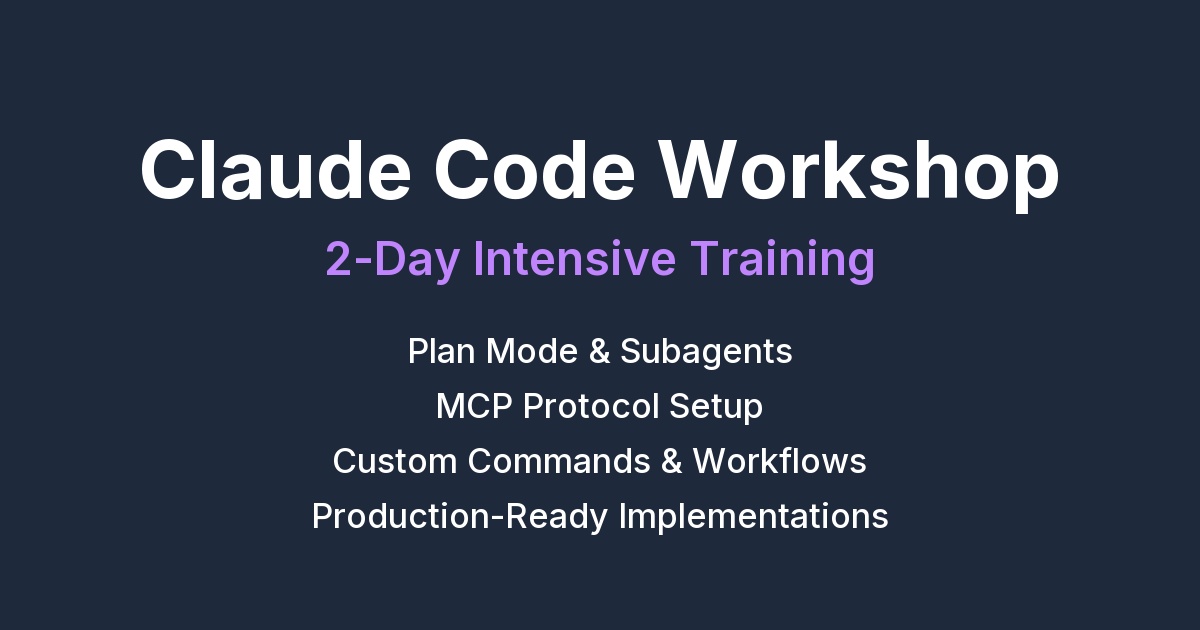 Claude Code Workshop
2-Day Intensive Training
Plan Mode & Subagents
MCP Protocol Setup
Custom Commands & Workflows
Production-Ready Implementations